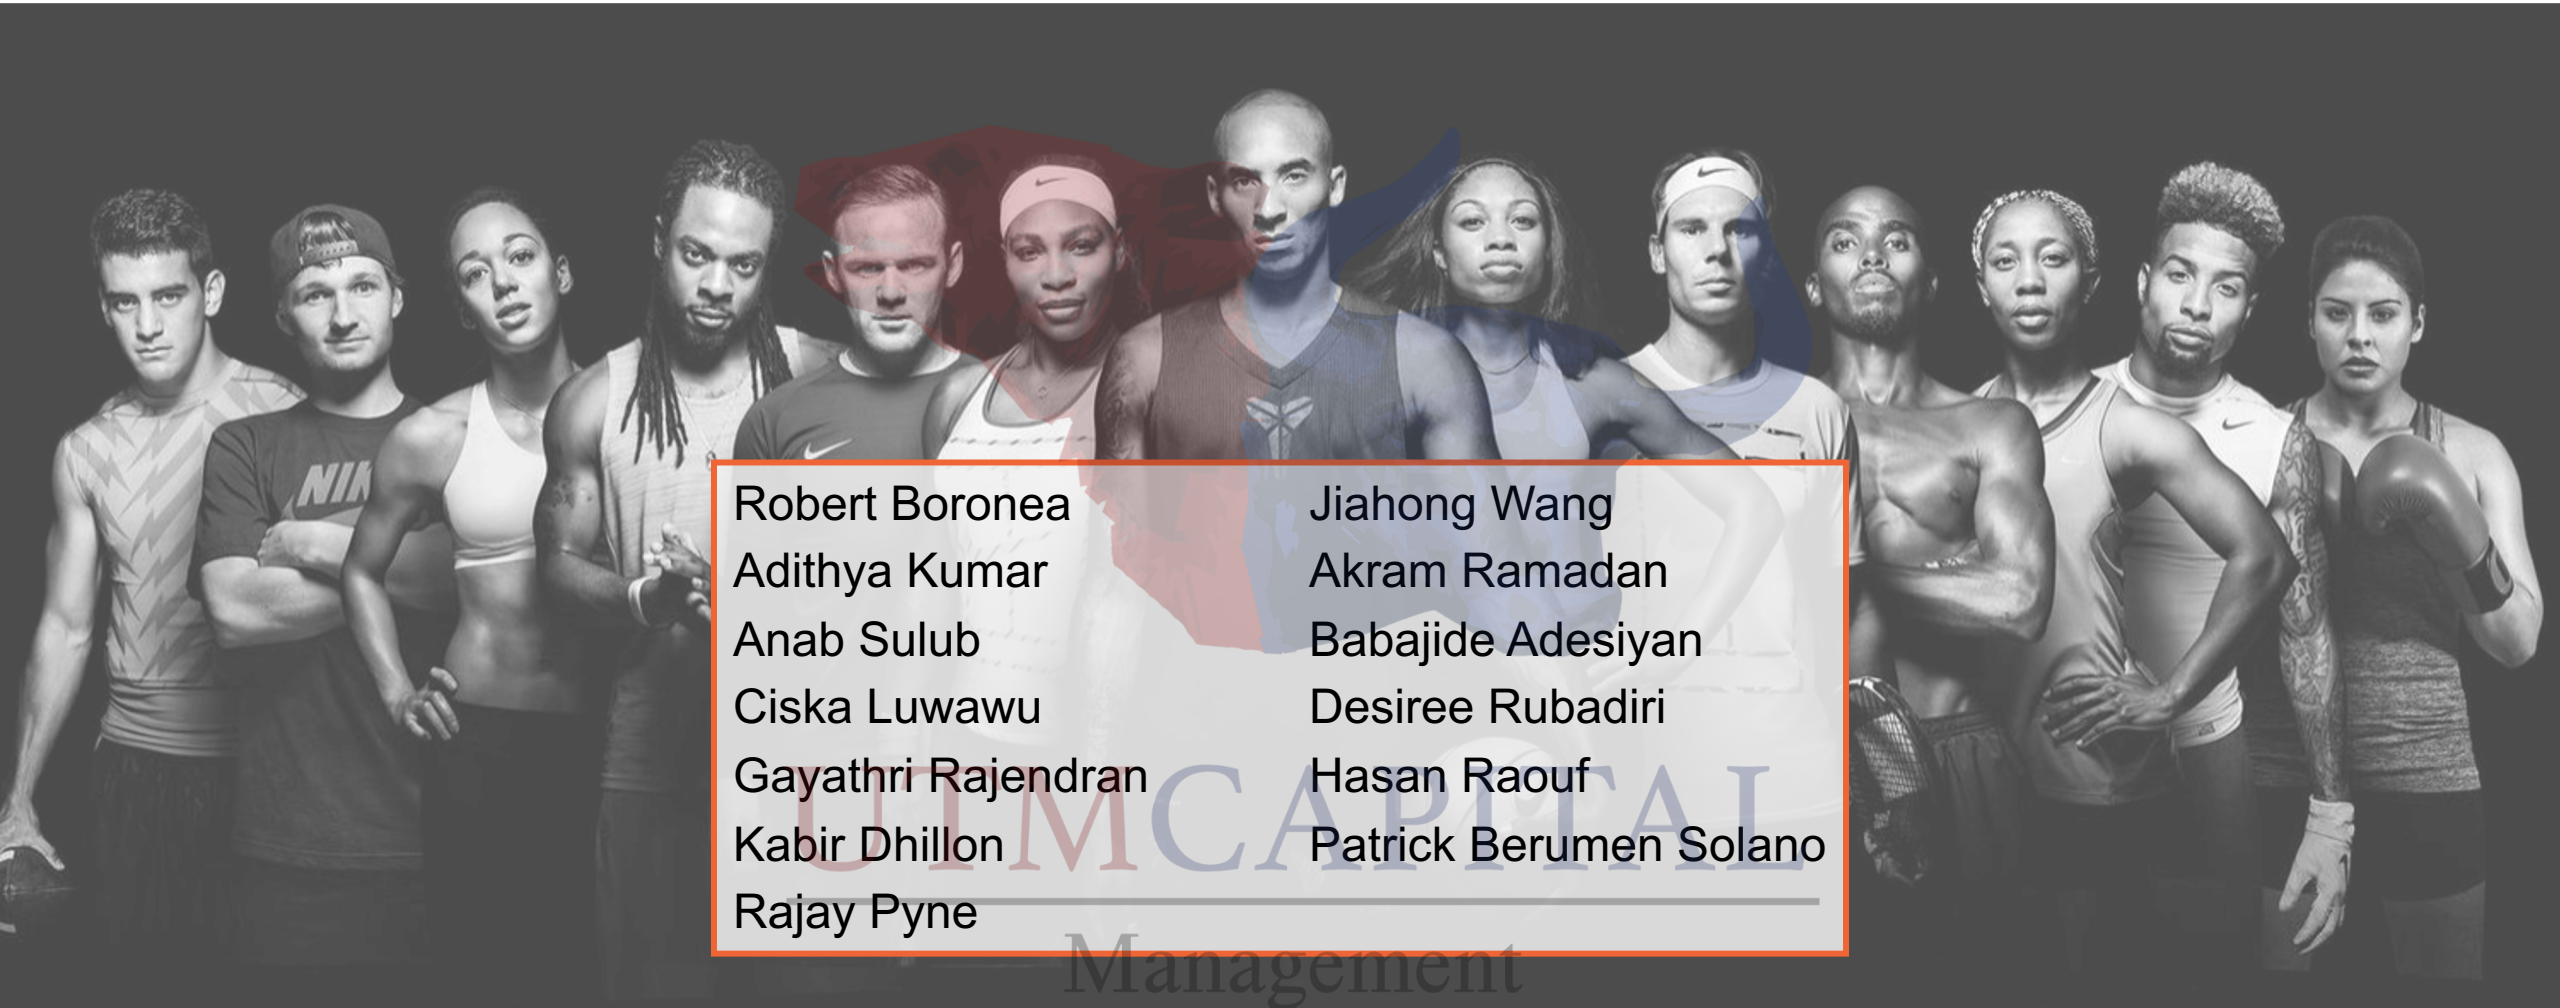 NIK
Robert Boronea
Adithya Kumar
Anab Sulub
Ciska Luwawu
Gayathri Rajendran
Kabir Dhillon
Rajay Pyne
Jiahong Wang
Akram Ramadan
Babajide Adesiyan
Desiree Rubadiri
Hasan Raouf
Patrick Berumen Solano
UTMCAPITAL
Management